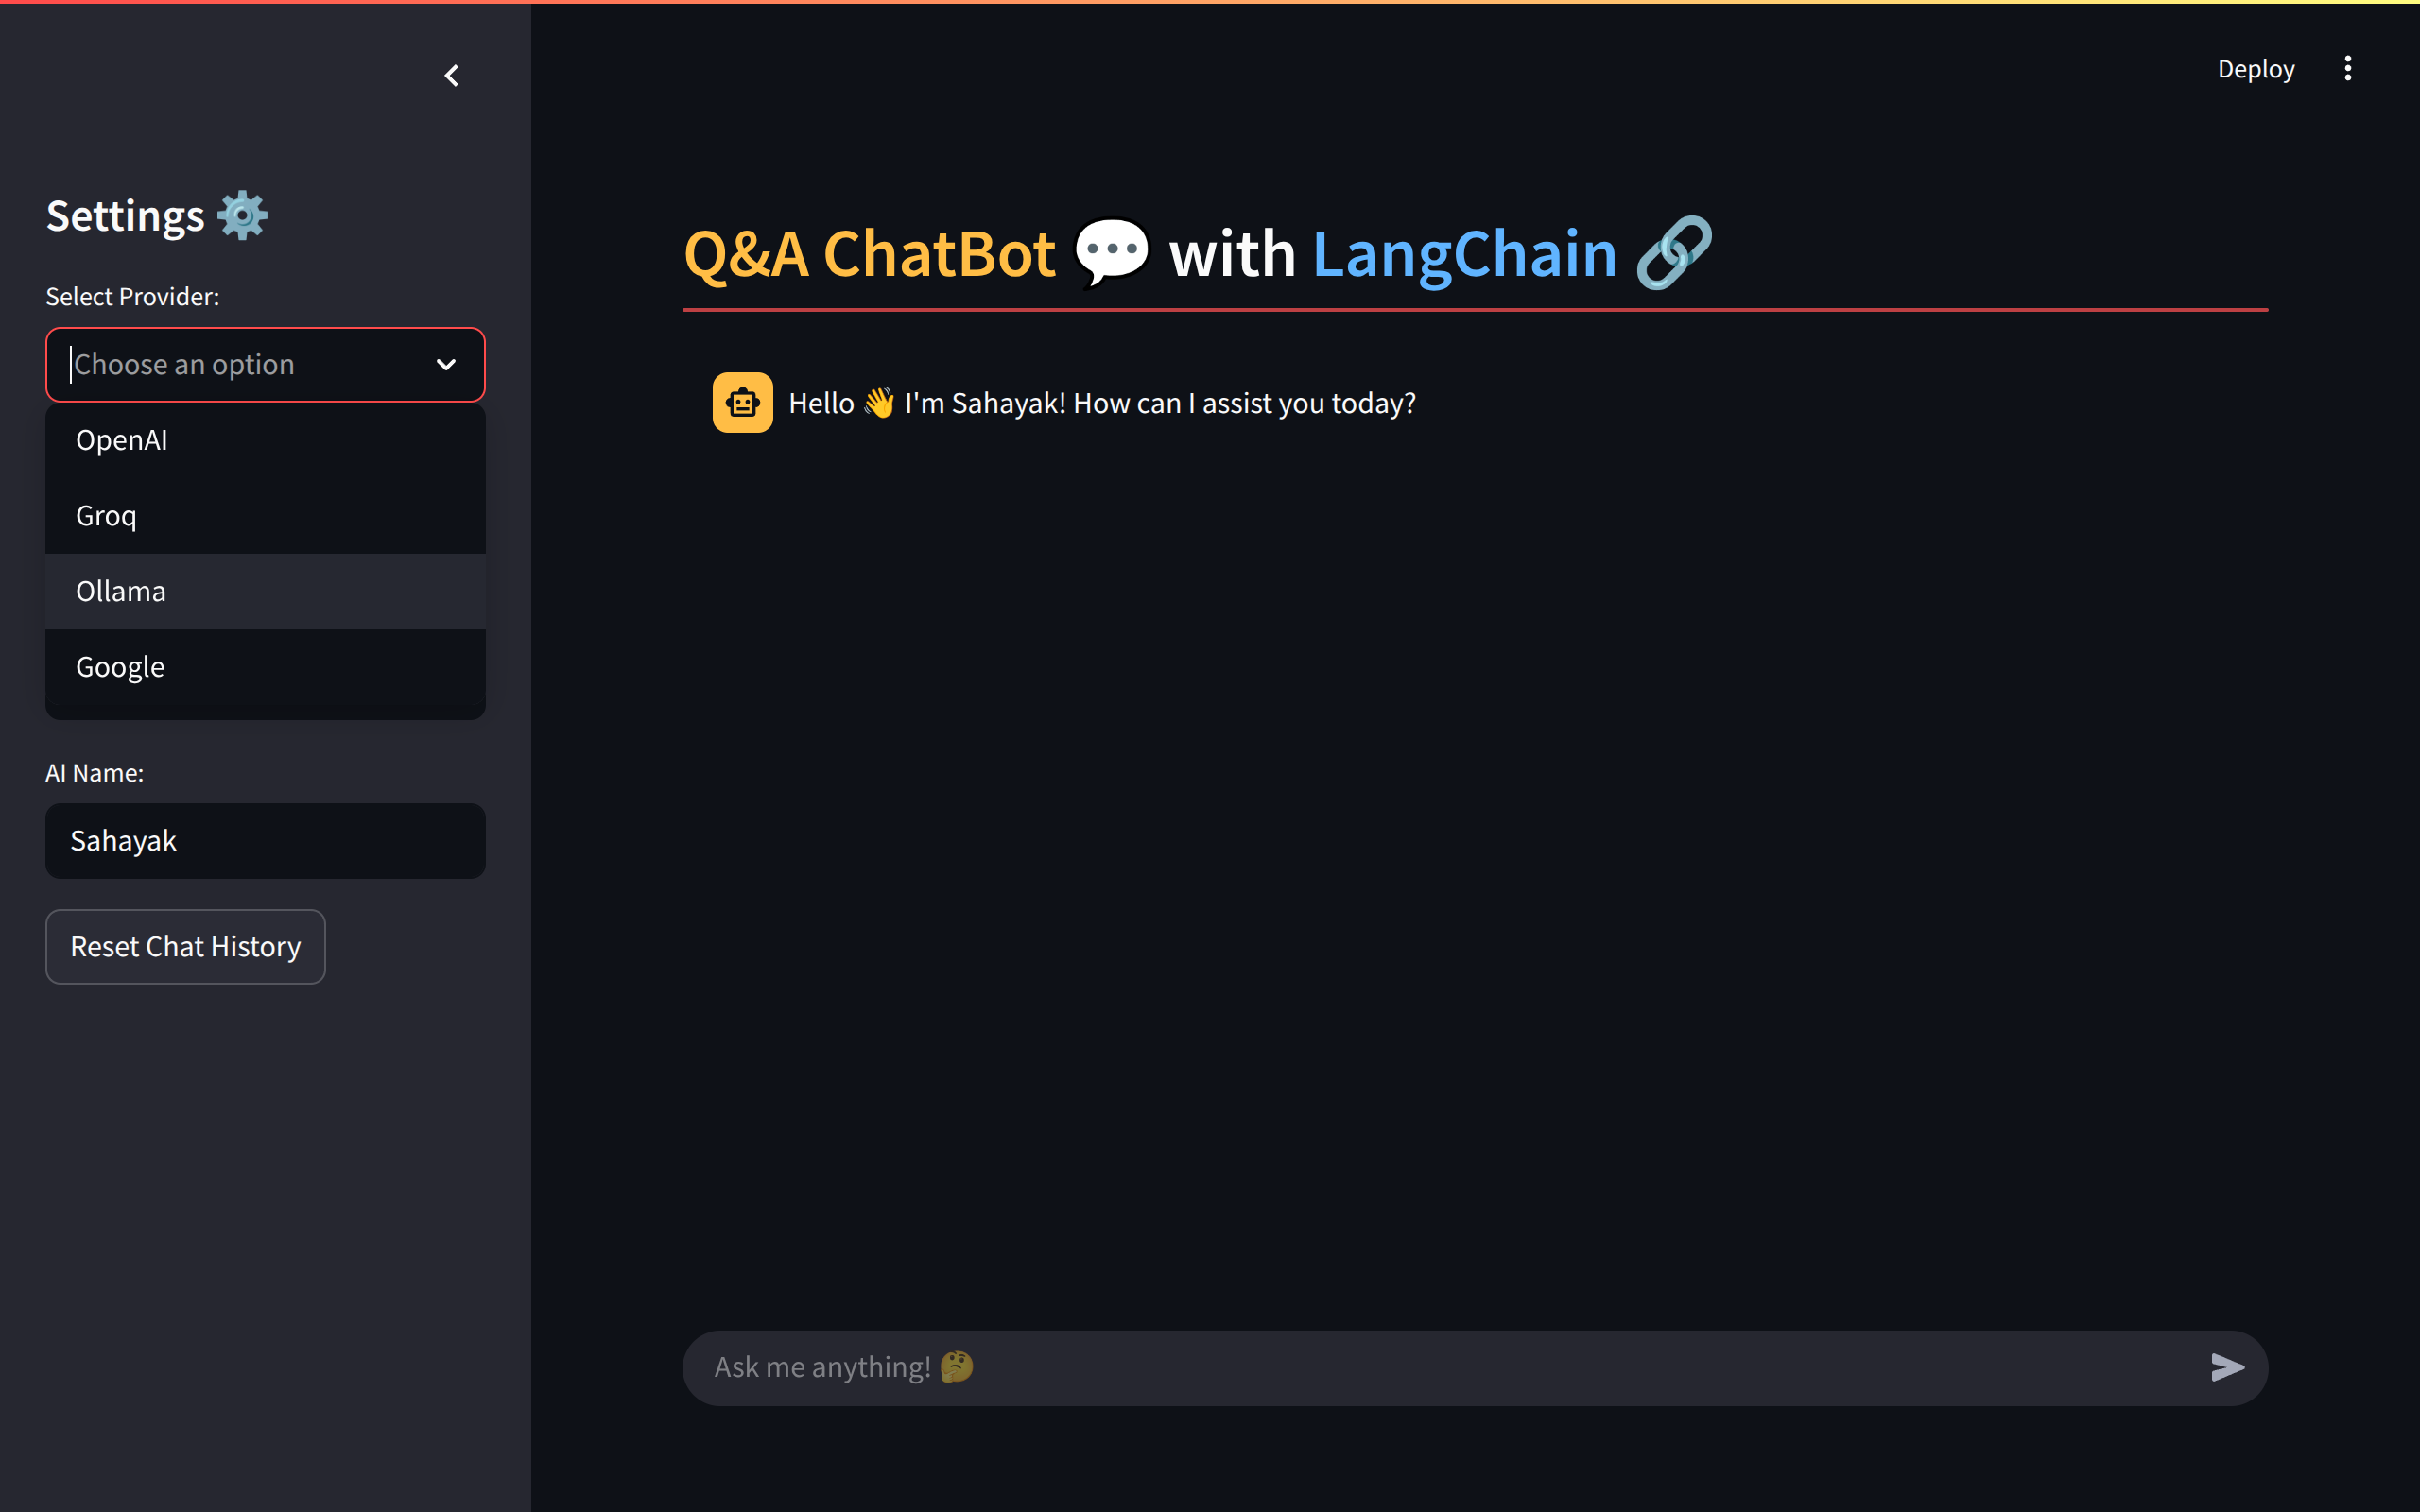 Deploy
Settings ⚙️
Select Provider:
Choose an option
OpenAI
Groq
Ollama
Google
AI Name:
Sahayak
Reset Chat History
Q&A ChatBot 💬 with LangChain 🔗
Hello 👋 I'm Sahayak! How can I assist you today?
Ask me anything! 🤔